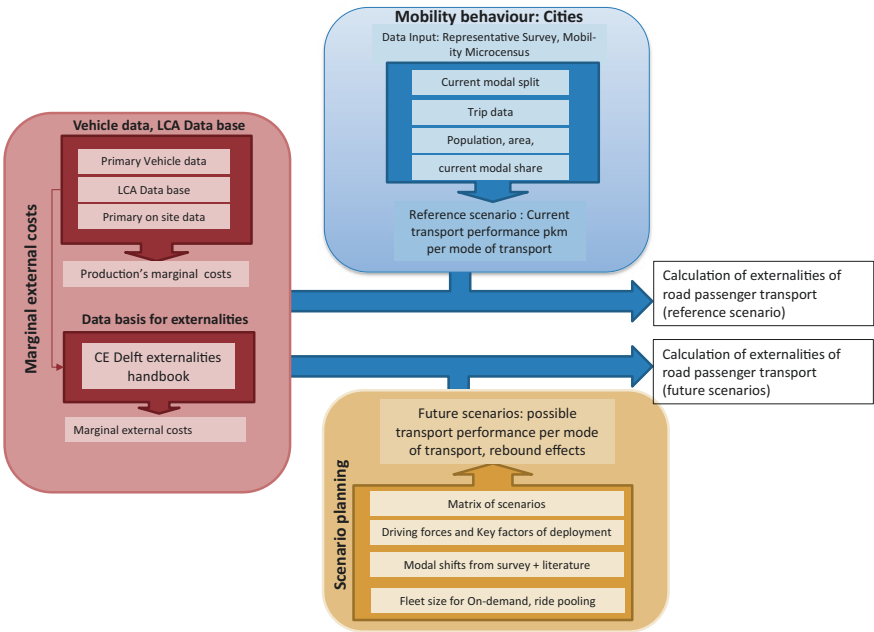 Mobility behaviour: Cities
Data Input: Representative Survey, Mobil-
ity Microcensus
Current modal split
Trip data
Population, area,
current modal share
Reference scenario : Current
transport performance pkm
per mode of transport
Marginal external costs
Vehicle data, LCA Data base
Primary Vehicle data
LCA Data base
Primary on site data
Production's marginal costs
Data basis for externalities
CE Delft externalities
handbook
Marginal external costs
Calculation of externalities of
road passenger transport
(reference scenario)
Calculation of externalities of
road passenger transport
(future scenarios)
Scenario planning
Future scenarios: possible
transport performance per mode
of transport, rebound effects
Matrix of scenarios
Driving forces and Key factors of deployment
Modal shifts from survey + literature
Fleet size for On-demand, ride pooling